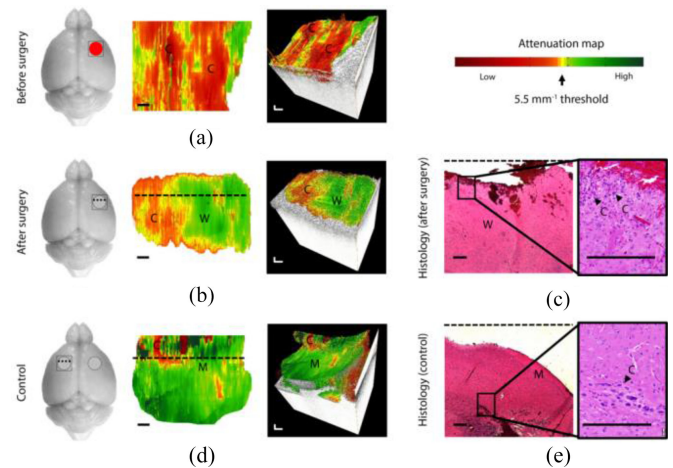 Before surgery
C
C
C
C
Attenuation map
Low
High
5.5 mm⁻¹ threshold
(a)
After surgery
C
W
C
W
Histology (after surgery)
W
C
C
(b)
(c)
Control
C
M
C
M
Histology (control)
M
C
(d)
(e)